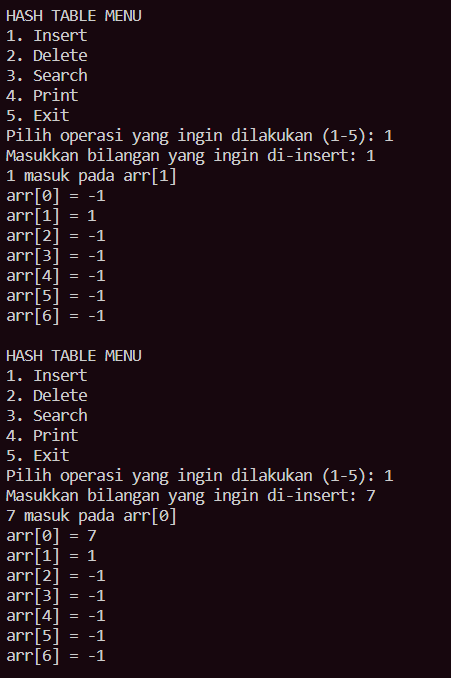 HASH TABLE MENU
1. Insert
2. Delete
3. Search
4. Print
5. Exit
Pilih operasi yang ingin dilakukan (1-5): 1
Masukkan bilangan yang ingin di-insert: 1
1 masuk pada arr[1]
arr[0] = -1
arr[1] = 1
arr[2] = -1
arr[3] = -1
arr[4] = -1
arr[5] = -1
arr[6] = -1
HASH TABLE MENU
1. Insert
2. Delete
3. Search
4. Print
5. Exit
Pilih operasi yang ingin dilakukan (1-5): 1
Masukkan bilangan yang ingin di-insert: 7
7 masuk pada arr[0]
arr[0] = 7
arr[1] = 1
arr[2] = -1
arr[3] = -1
arr[4] = -1
arr[5] = -1
arr[6] = -1